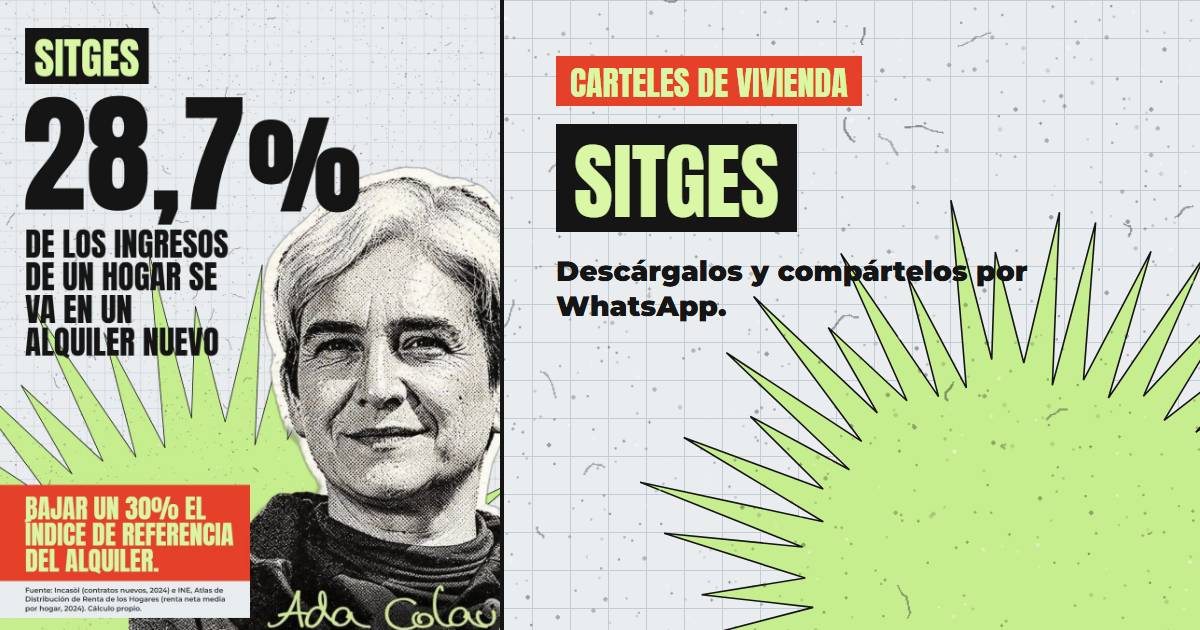 SITGES
28,7%
DE LOS INGRESOS
DE UN HOGAR SE
VA EN UN
ALQUILER NUEVO
BAJAR UN 30% EL
ÍNDICE DE REFERENCIA
DEL ALQUILER.
Fuente: Incasòl (contratos nuevos, 2024) e INE, Atlas de
Distribución de Renta de los Hogares (renta neta media
por hogar, 2024). Cálculo propio.
Ada Colau
CARTELES DE VIVIENDA
SITGES
Descárgalos y compártelos por
WhatsApp.